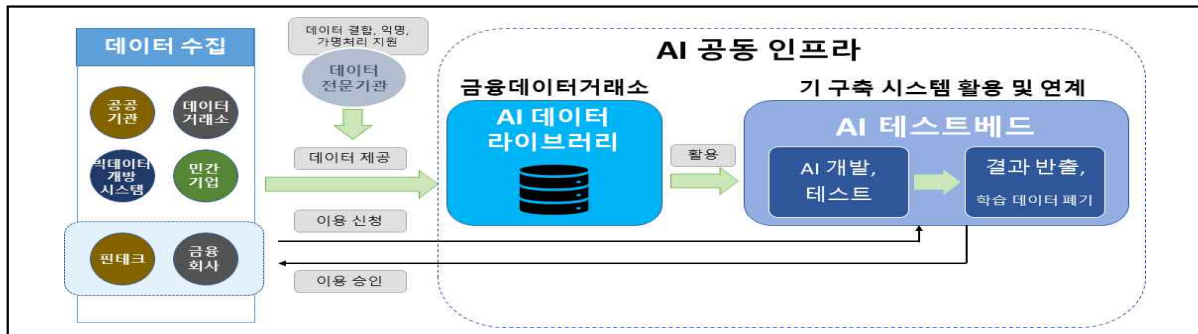 데이터 수집
공공
기관
데이터
거래소
빅데이터
개방
시스템
민간
기업
핀테크
금융
회사
데이터 결합, 익명,
가명처리 지원
데이터
전문기관
데이터 제공
이용 신청
이용 승인
AI 공동 인프라
금융데이터거래소
AI 데이터
라이브러리
활용
기 구축 시스템 활용 및 연계
AI 테스트베드
AI 개발,
테스트
결과 반출,
학습 데이터 폐기